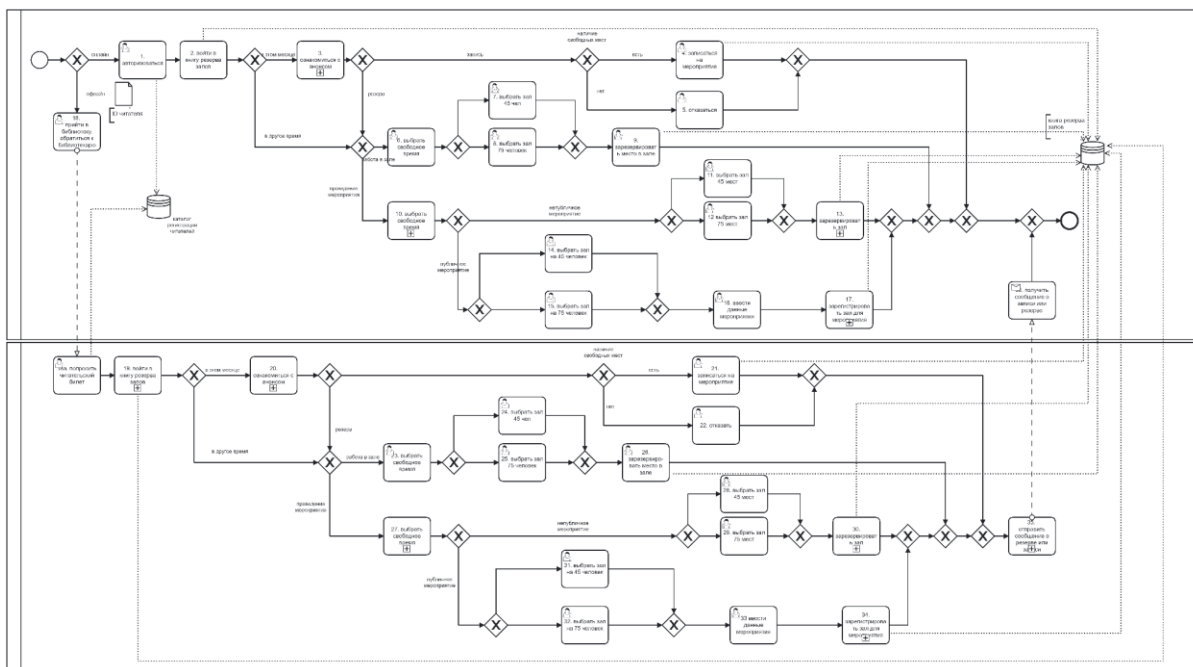 онлайн
1.
авторизоваться
2. войти в
книгу резерва
залов
в этом месяце
3.
ознакомиться с
анонсом
запись
наличие
свободных мест
есть
4. записаться
на
мероприятие
нет
5. отказаться
оффлайн
ID читателя
18.
прийти в
библиотеку
обратиться к
резерв
в другое время
работа в зале
6. выбрать
свободное
время
7. выбрать зал
45 чел
8. выбрать зал
75 человек
9.
зарезервировать
место в зале
книга резерва
залов
каталог
регистрации
читателей
проведение
мероприятия
10. выбрать
свободное
время
непубличное
мероприятие
11. выбрать зал
45 мест
12 выбрать зал
75 мест
13.
зарезервировать
зал
публичное
мероприятие
14. выбрать зал
на 45 человек
15. выбрать зал
на 75 человек
16. ввести
данные
мероприятия
17.
зарегистрировать
зал для
мероприятия
получить
сообщение о
записи или
резерве
попросить
читательский
билет
19. войти в
книгу резерва
залов
в этом месяце
20.
ознакомиться с
анонсом
наличие
свободных мест
есть
21.
записаться на
мероприятие
нет
22. отказать
резерв
в другое время
работа в зале
23. выбрать
свободное
время
24. выбрать зал
45 чел
25. выбрать зал
75 человек
26.
зарезервировать
место в
зале
проведение
мероприятия
27. выбрать
свободное
время
непубличное
мероприятие
28. выбрать зал
45 мест
29. выбрать зал
75 мест
30.
зарезервировать
зал
35.
отправить
сообщение о
резерве или
записи
публичное
мероприятие
31. выбрать зал
на 45 человек
32. выбрать зал
на 75 человек
33 ввести
данные
мероприятия
34.
зарегистрировать
зал для
мероприятия